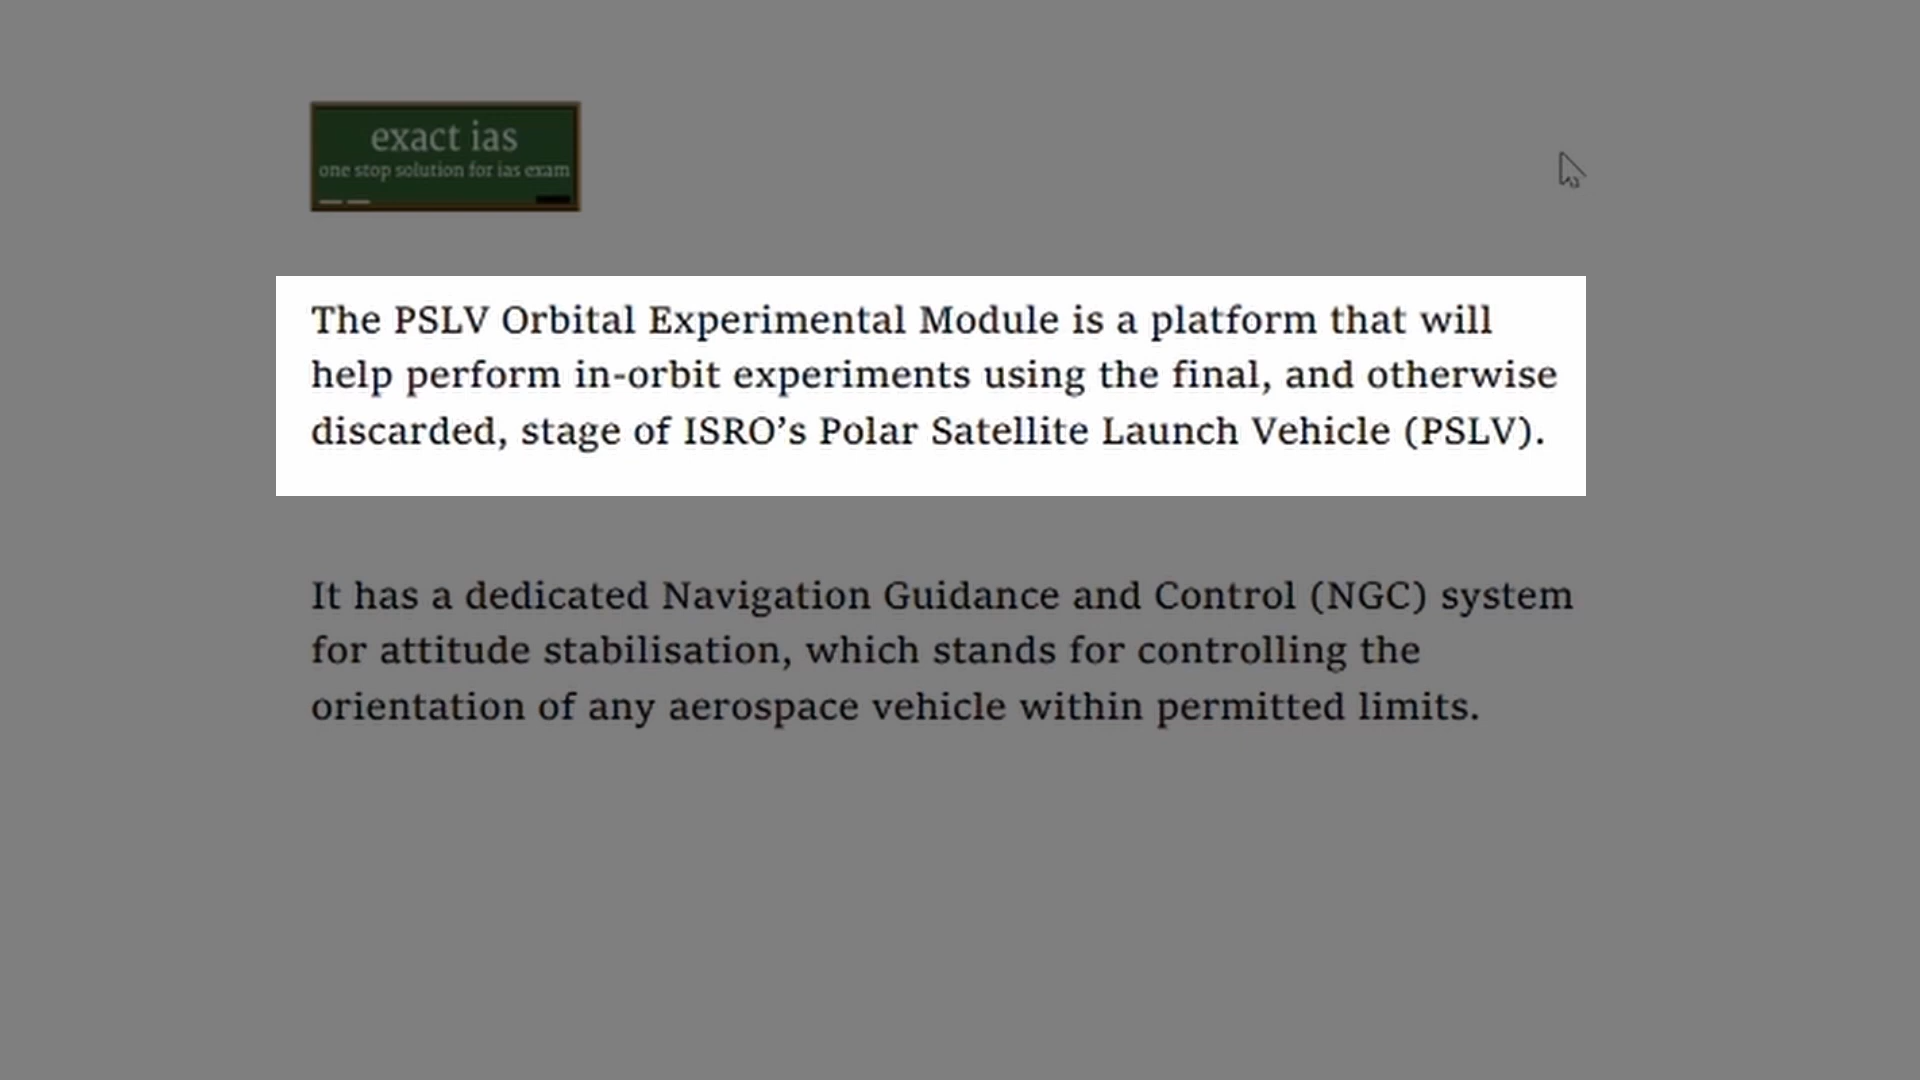 exact ias
one stop solution for ias exam
The PSLV Orbital Experimental Module is a platform that will
help perform in-orbit experiments using the final, and otherwise
discarded, stage of ISRO’s Polar Satellite Launch Vehicle (PSLV).
It has a dedicated Navigation Guidance and Control (NGC) system
for attitude stabilisation, which stands for controlling the
orientation of any aerospace vehicle within permitted limits.